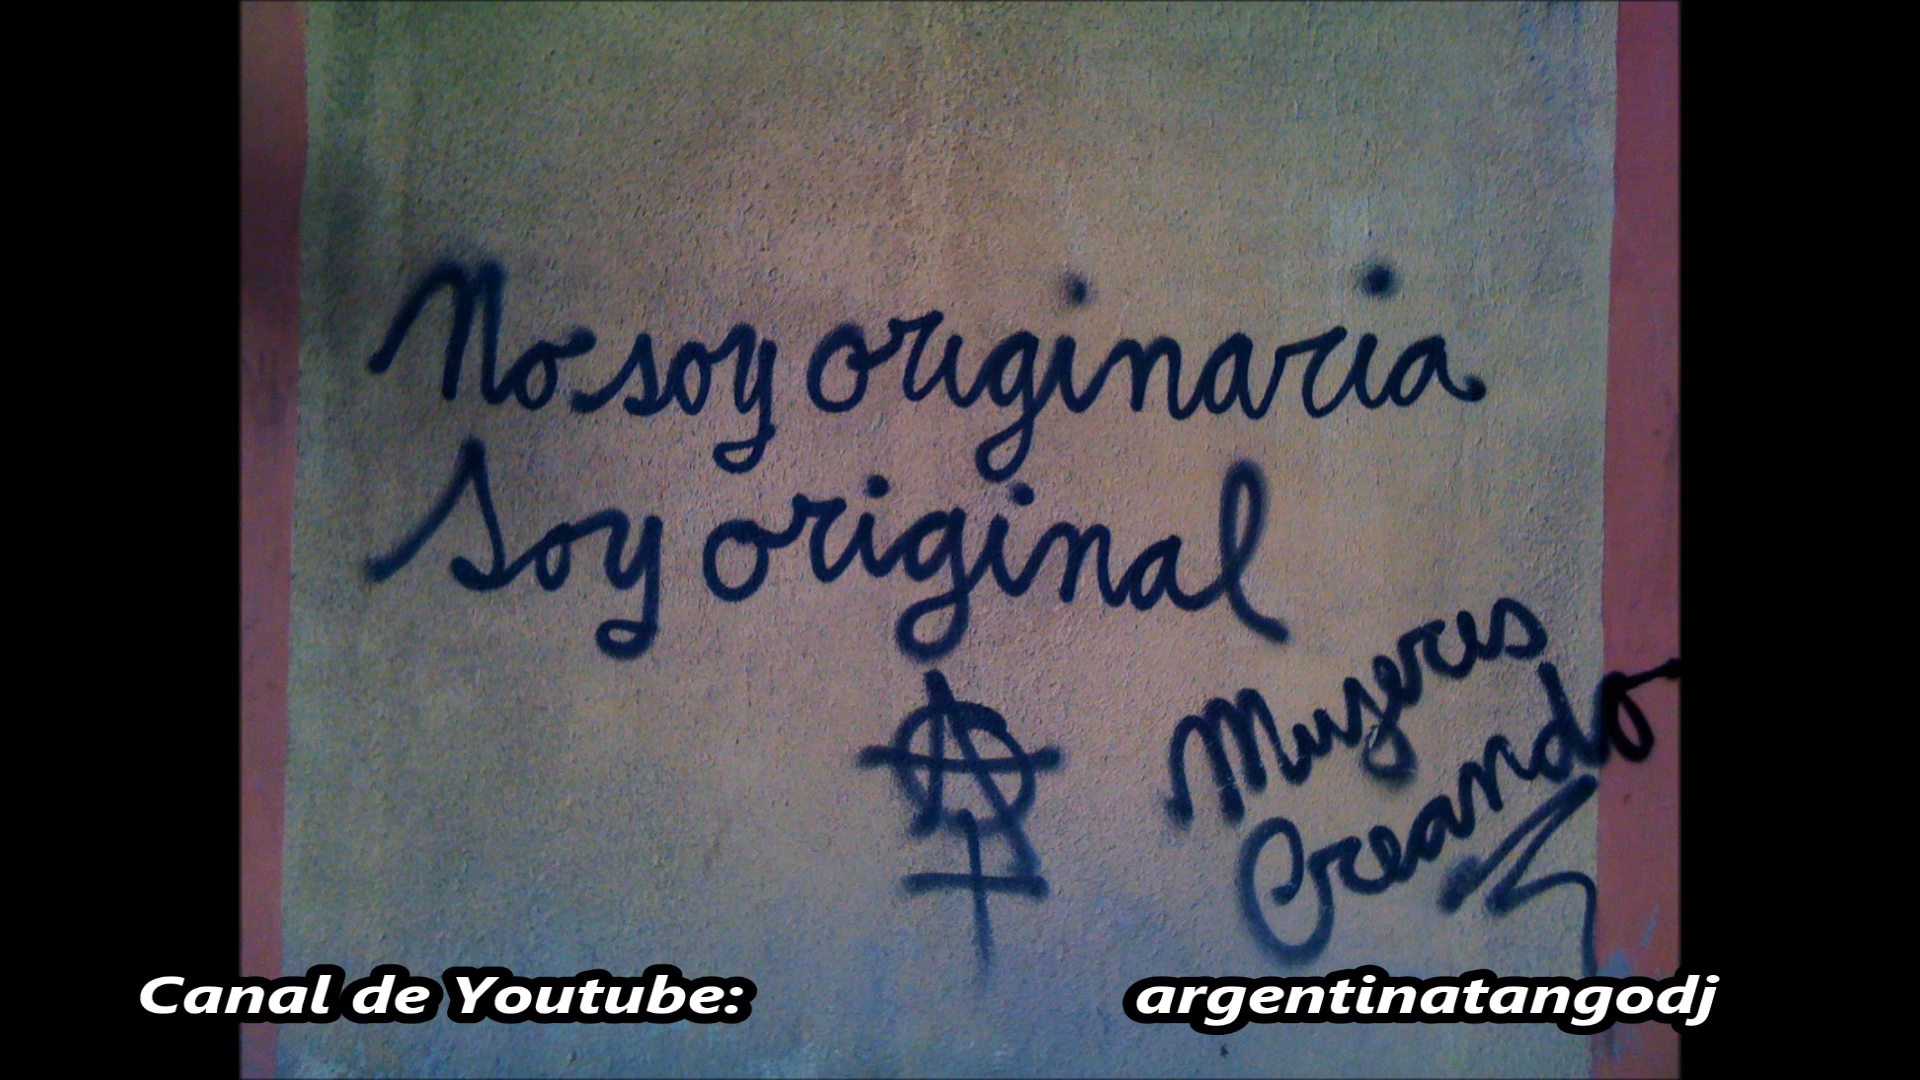 No soy originaria
Soy original
Mujeres
Creando
Canal de Youtube: argentinatangodj